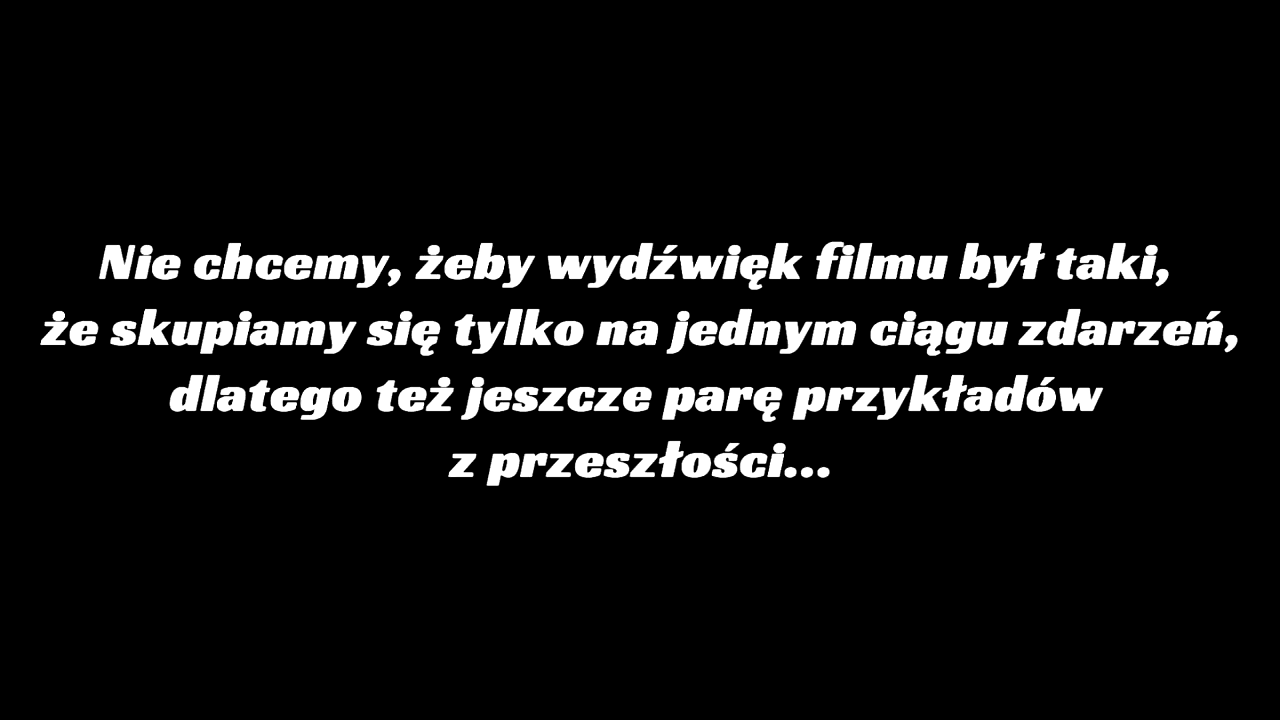 Nie chcemy, żeby wydźwięk filmu był taki,
że skupiamy się tylko na jednym ciągu zdarzeń,
dlatego też jeszcze parę przykładów
z przeszłości...